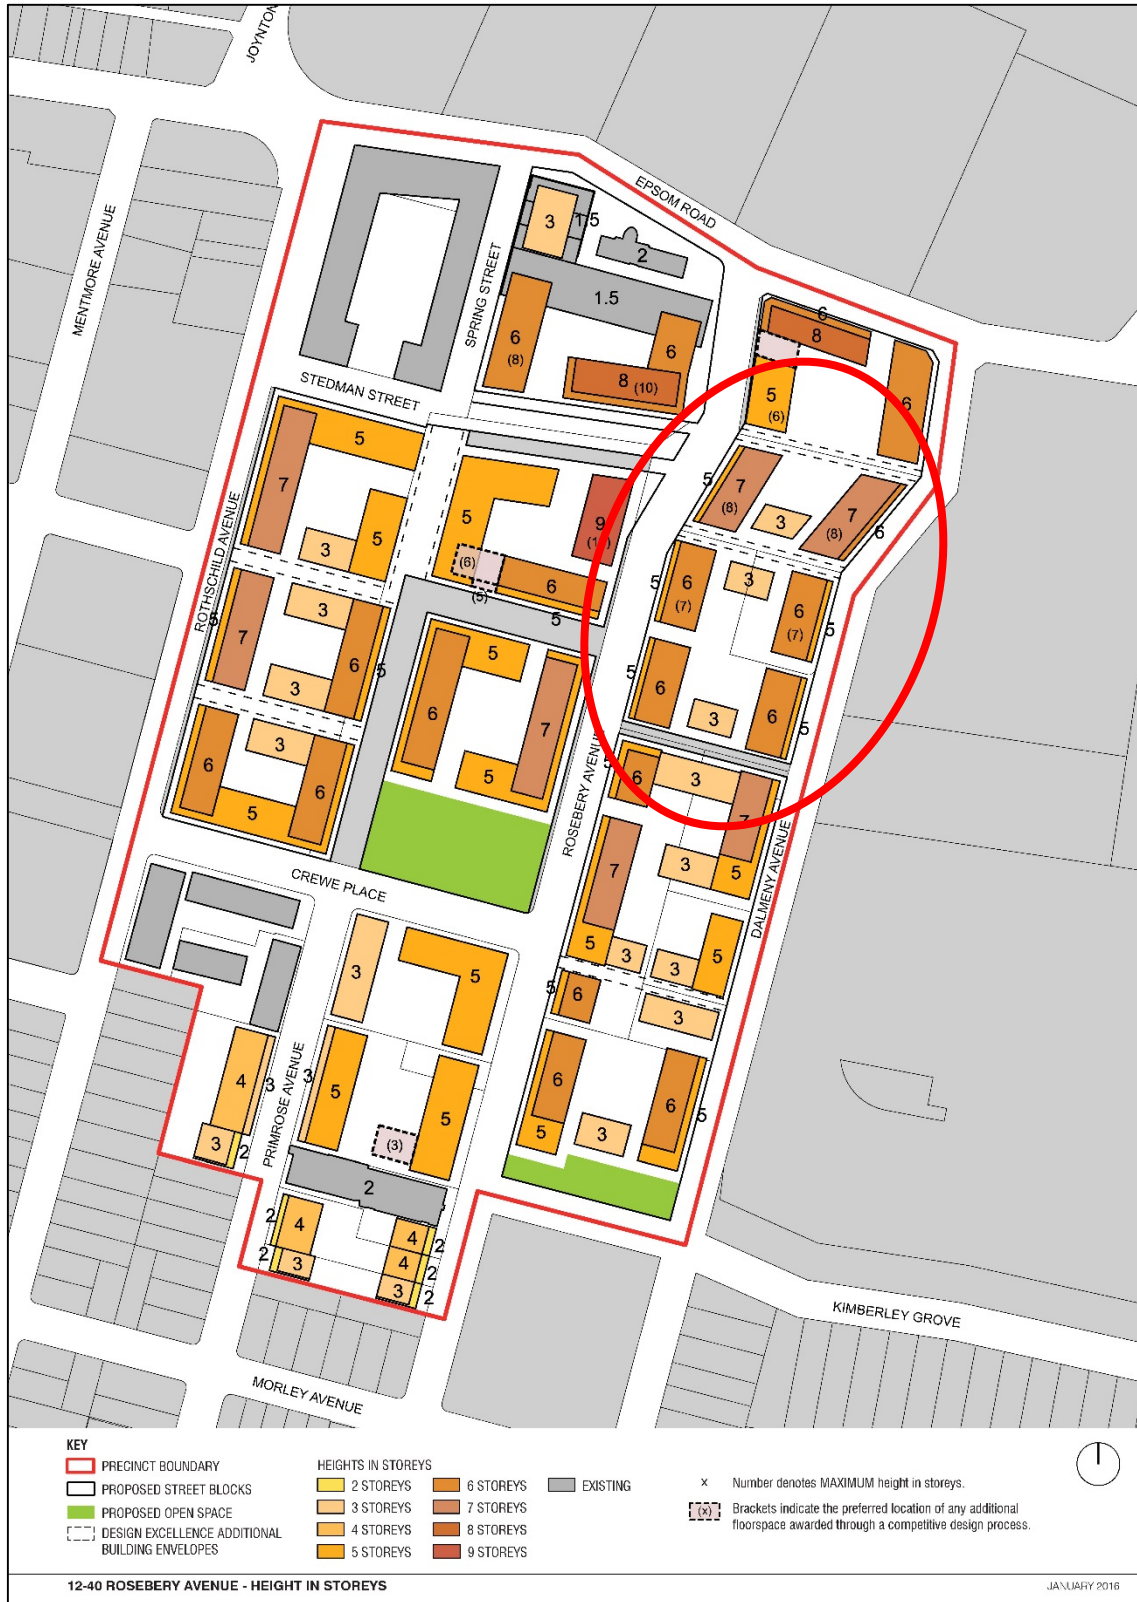 JOYNTON
EPSOM ROAD
MENTMORE AVENUE
SPRING STREET
3
1.5
2
1.5
6
(8)
6
8 (10)
6
8
5
(6)
6
STEDMAN STREET
5
7
5
3
5
9
(6)
(5)
6
5
5
7
(8)
3
7
(8)
6
ROTHSCHILD AVENUE
5
7
3
6
5
3
5
6
(7)
3
6
(7)
5
5
6
3
6
5
6
5
7
5
6
3
6
5
ROSEBERY AVENUE
5
6
3
7
3
5
7
5
3
3
5
DALMENY AVENUE
CREWE PLACE
3
5
5
6
3
PRIMROSE AVENUE
4
3
3
2
3
5
5
(3)
6
5
3
6
5
2
2
4
2
3
4
2
4
2
3
2
KIMBERLEY GROVE
MORLEY AVENUE
KEY
PRECINCT BOUNDARY
PROPOSED STREET BLOCKS
PROPOSED OPEN SPACE
DESIGN EXCELLENCE ADDITIONAL
BUILDING ENVELOPES
HEIGHTS IN STOREYS
2 STOREYS
3 STOREYS
4 STOREYS
5 STOREYS
6 STOREYS
7 STOREYS
8 STOREYS
9 STOREYS
EXISTING
x Number denotes MAXIMUM height in storeys.
(x) Brackets indicate the preferred location of any additional
floorspace awarded through a competitive design process.
12-40 ROSEBERY AVENUE - HEIGHT IN STOREYS
JANUARY 2016